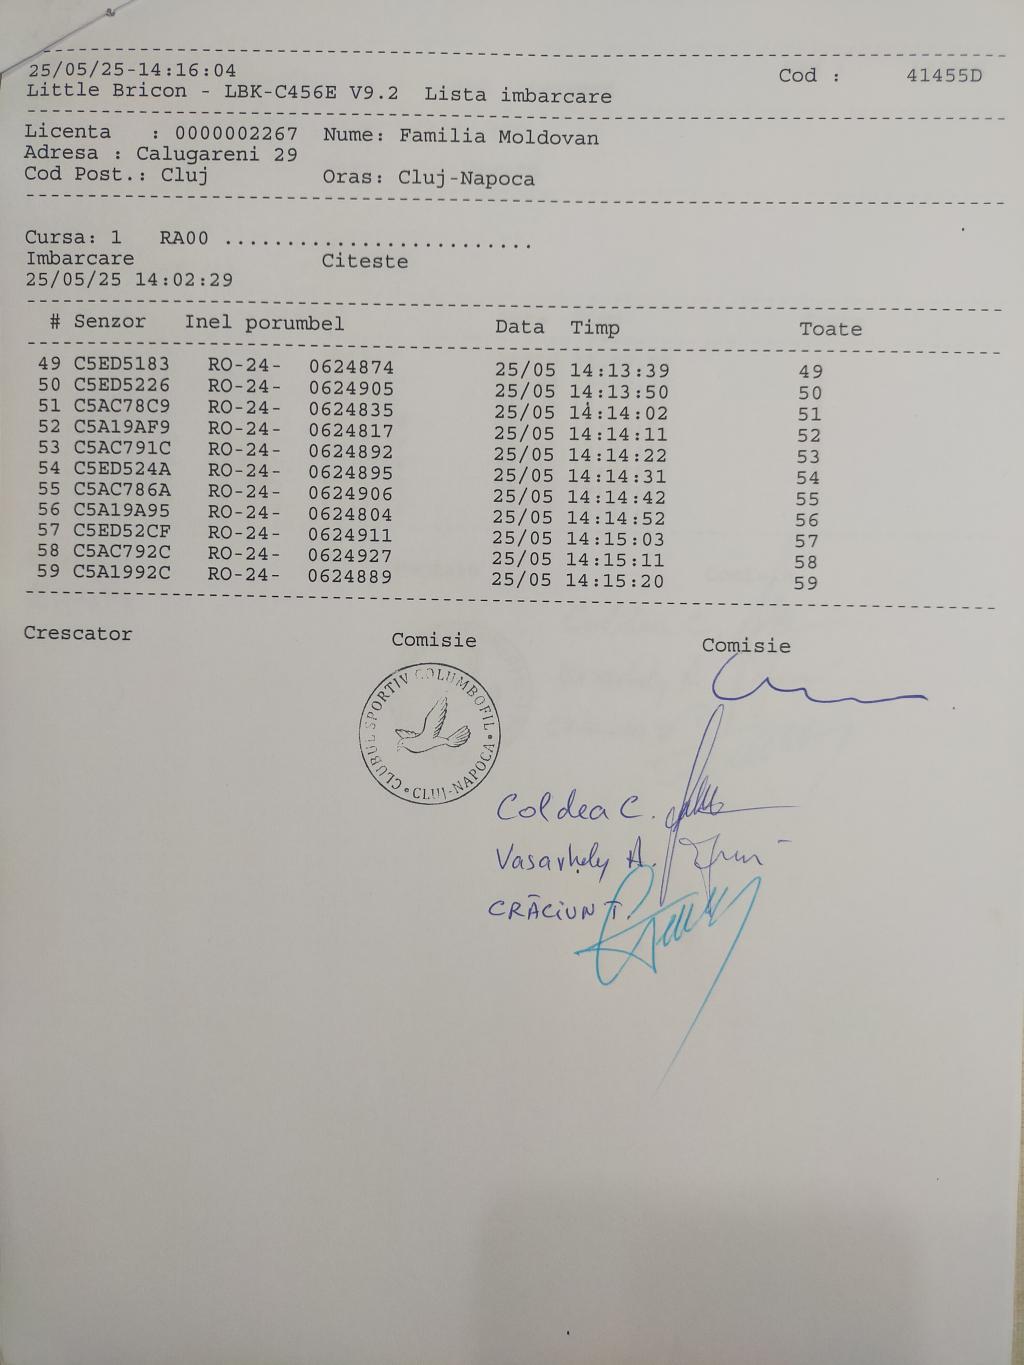 25/05/25-14:16:04 Cod : 41455D
Little Bricon - LBK-C456E V9.2 Lista imbarcare
Licenta : 0000002267 Nume: Familia Moldovan
Adresa : Calugareni 29
Cod Post.: Cluj Oras: Cluj-Napoca
Cursa: 1 RA00 .........................
Imbarcare Citeste
25/05/25 14:02:29
# Senzor Inel porumbel Data Timp Toate
49 C5ED5183 RO-24- 0624874 25/05 14:13:39 49
50 C5ED5226 RO-24- 0624905 25/05 14:13:50 50
51 C5AC78C9 RO-24- 0624835 25/05 14:14:02 51
52 C5A19AF9 RO-24- 0624817 25/05 14:14:11 52
53 C5AC791C RO-24- 0624892 25/05 14:14:22 53
54 C5ED524A RO-24- 0624895 25/05 14:14:31 54
55 C5AC786A RO-24- 0624906 25/05 14:14:42 55
56 C5A19A95 RO-24- 0624804 25/05 14:14:52 56
57 C5ED52CF RO-24- 0624911 25/05 14:15:03 57
58 C5AC792C RO-24- 0624927 25/05 14:15:11 58
59 C5A1992C RO-24- 0624889 25/05 14:15:20 59
Crescator Comisie Comisie
CLUBUL SPORTIV COLUMBOFIL • CLUJ-NAPOCA •
Coldea C.
Vasarhely A.
CRĂCIUN T.